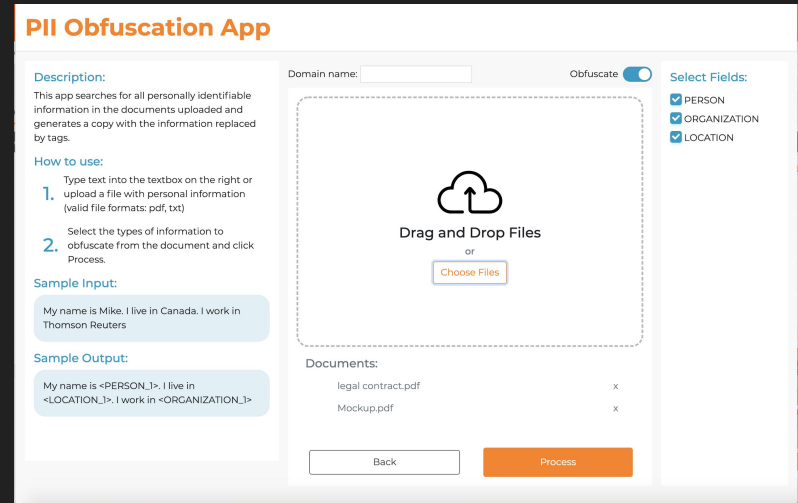 PII Obfuscation App
Description:
This app searches for all personally identifiable
information in the documents uploaded and
generates a copy with the information replaced
by tags.
How to use:
1. Type text into the textbox on the right or
upload a file with personal information
(valid file formats: pdf, txt)
2. Select the types of information to
obfuscate from the document and click
Process.
Sample Input:
My name is Mike. I live in Canada. I work in
Thomson Reuters
Sample Output:
My name is <PERSON_1>. I live in
<LOCATION_1>. I work in <ORGANIZATION_1>
Domain name:
Obfuscate
Drag and Drop Files
or
Choose Files
Documents:
legal contract.pdf x
Mockup.pdf x
Back
Process
Select Fields:
PERSON
ORGANIZATION
LOCATION